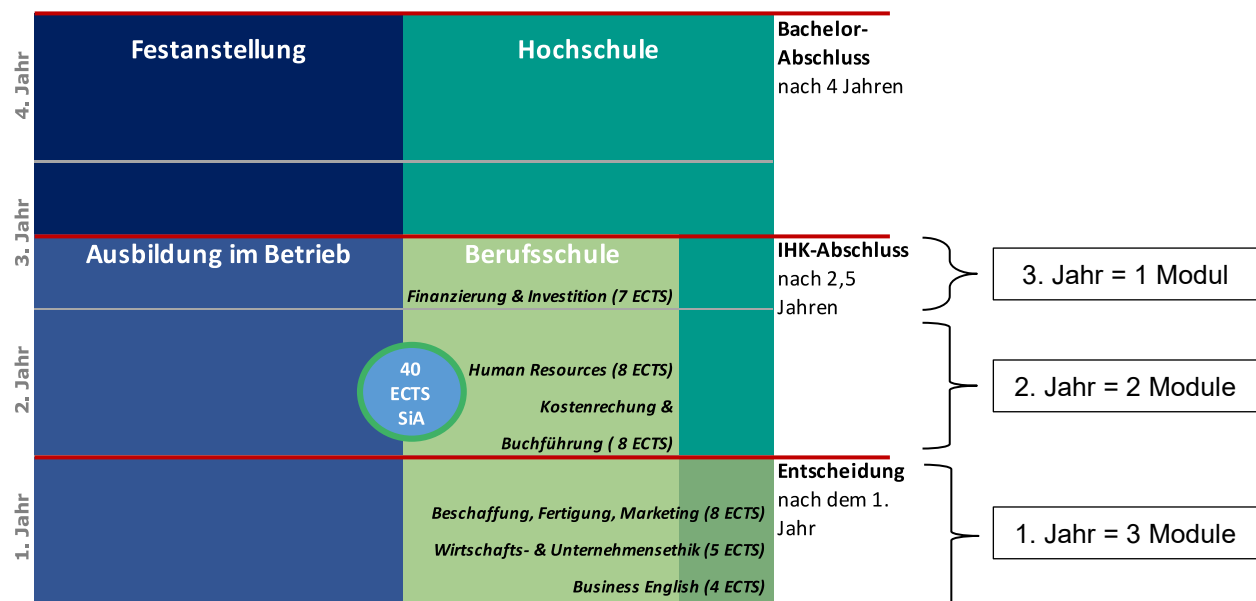 4. Jahr
Festanstellung
Hochschule
Bachelor-
Abschluss
nach 4 Jahren
3. Jahr
Ausbildung im Betrieb
Berufsschule
IHK-Abschluss
nach 2,5
Jahren
Finanzierung & Investition (7 ECTS)
3. Jahr = 1 Modul
2. Jahr
40
ECTS
SiA
Human Resources (8 ECTS)
Kostenrechung &
Buchführung ( 8 ECTS)
2. Jahr = 2 Module
1. Jahr
Entscheidung
nach dem 1.
Jahr
Beschaffung, Fertigung, Marketing (8 ECTS)
Wirtschafts- & Unternehmensethik (5 ECTS)
Business English (4 ECTS)
1. Jahr = 3 Module